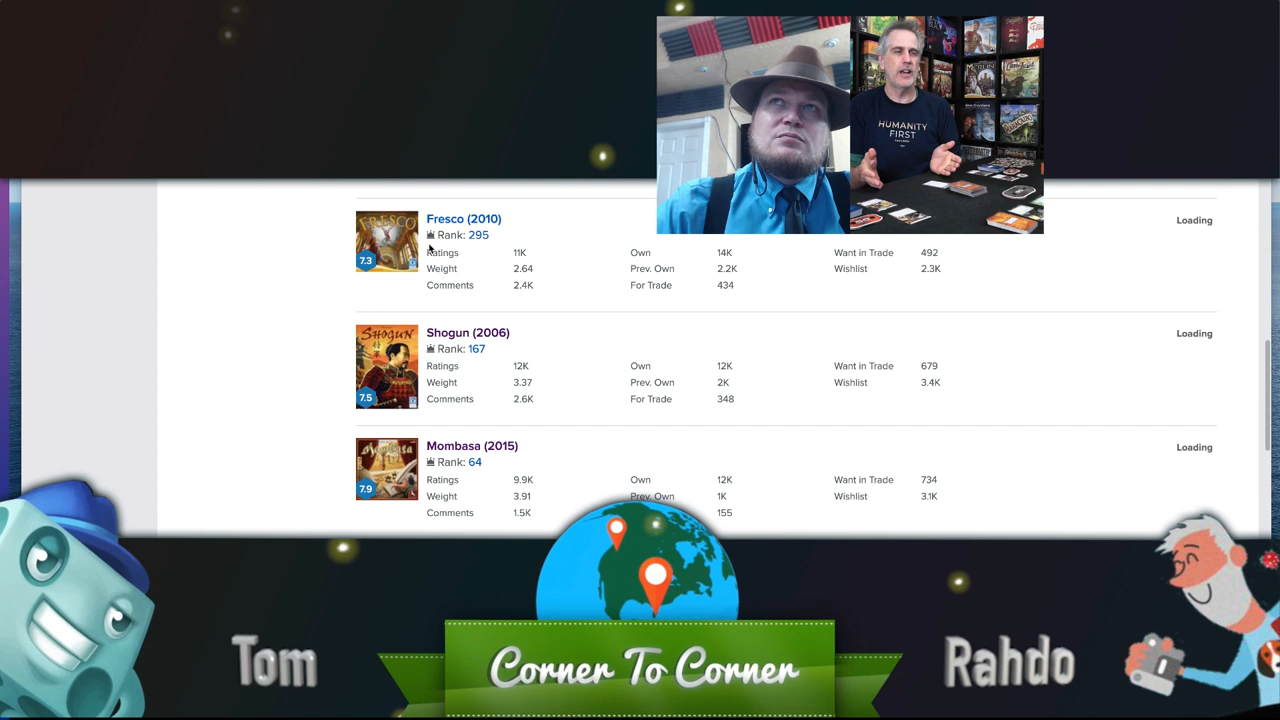 HUMANITY
FIRST
MERLIN
FRESCO
7.3
Fresco (2010)
Rank: 295
Loading
Ratings 11K Own 14K Want in Trade 492
Weight 2.64 Prev. Own 2.2K Wishlist 2.3K
Comments 2.4K For Trade 434
SHOGUN
7.5
Shogun (2006)
Rank: 167
Loading
Ratings 12K Own 12K Want in Trade 679
Weight 3.37 Prev. Own 2K Wishlist 3.4K
Comments 2.6K For Trade 348
Mombasa
7.9
Mombasa (2015)
Rank: 64
Loading
Ratings 9.9K Own 12K Want in Trade 734
Weight 3.91 Prev. Own 1K Wishlist 3.1K
Comments 1.5K 155
Tom
Corner To Corner
Rahdo